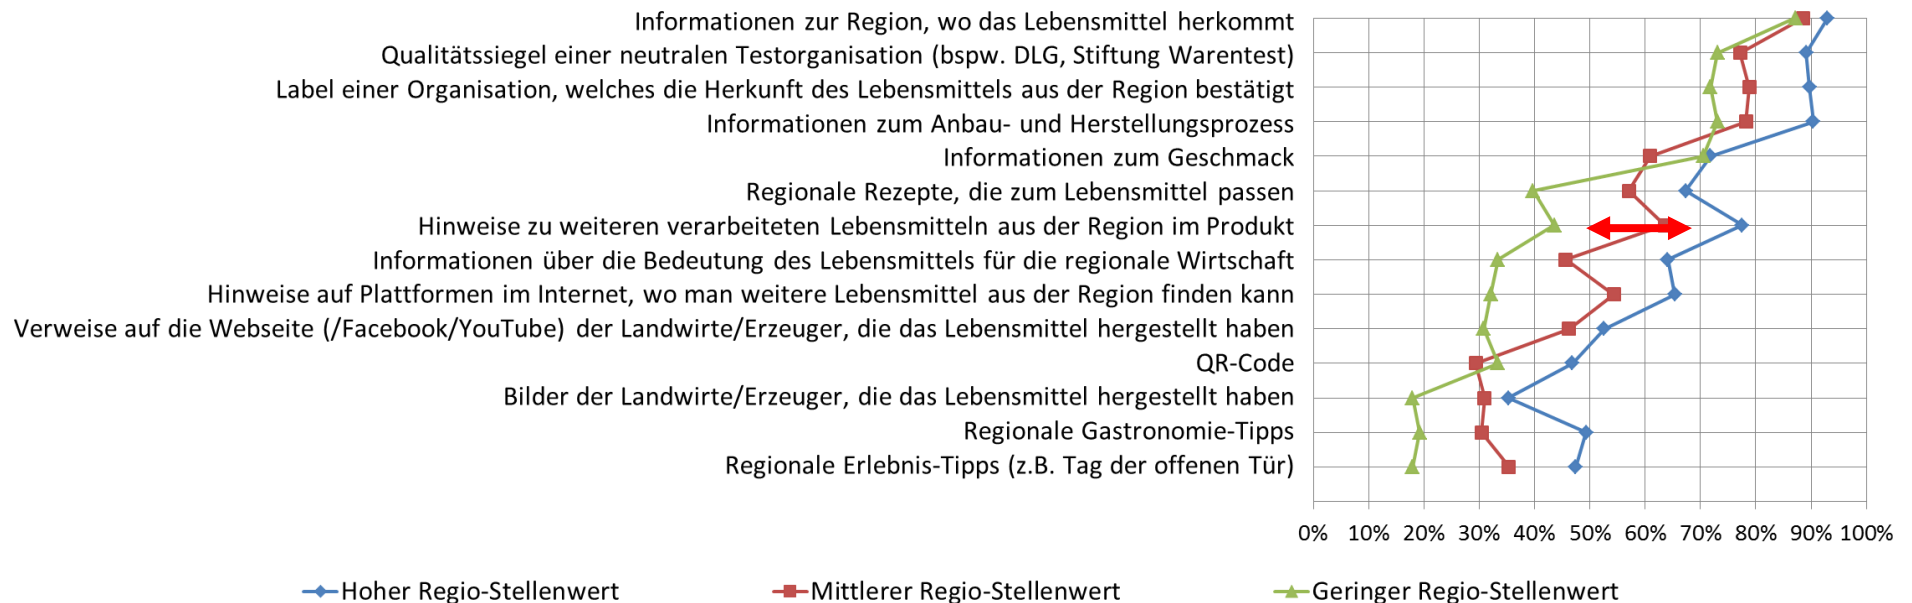 Informationen zur Region, wo das Lebensmittel herkommt
Qualitätssiegel einer neutralen Testorganisation (bspw. DLG, Stiftung Warentest)
Label einer Organisation, welches die Herkunft des Lebensmittels aus der Region bestätigt
Informationen zum Anbau- und Herstellungsprozess
Informationen zum Geschmack
Regionale Rezepte, die zum Lebensmittel passen
Hinweise zu weiteren verarbeiteten Lebensmitteln aus der Region im Produkt
Informationen über die Bedeutung des Lebensmittels für die regionale Wirtschaft
Hinweise auf Plattformen im Internet, wo man weitere Lebensmittel aus der Region finden kann
Verweise auf die Webseite (/Facebook/YouTube) der Landwirte/Erzeuger, die das Lebensmittel hergestellt haben
QR-Code
Bilder der Landwirte/Erzeuger, die das Lebensmittel hergestellt haben
Regionale Gastronomie-Tipps
Regionale Erlebnis-Tipps (z.B. Tag der offenen Tür)
0% 10% 20% 30% 40% 50% 60% 70% 80% 90% 100%
Hoher Regio-Stellenwert Mittlerer Regio-Stellenwert Geringer Regio-Stellenwert